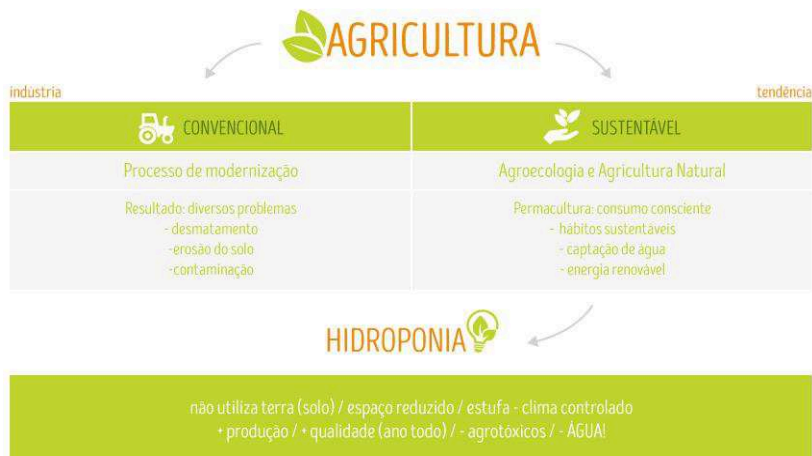 AGRICULTURA
indústria
tendência
CONVENCIONAL
SUSTENTÁVEL
Processo de modernização
Agroecologia e Agricultura Natural
Resultado: diversos problemas
- desmatamento
-erosão do solo
-contaminação
Permacultura: consumo consciente
- hábitos sustentáveis
- captação de água
- energia renovável
HIDROPONIA
não utiliza terra (solo) / espaço reduzido / estufa - clima controlado
+ produção / + qualidade (ano todo) / - agrotóxicos / - ÁGUA!